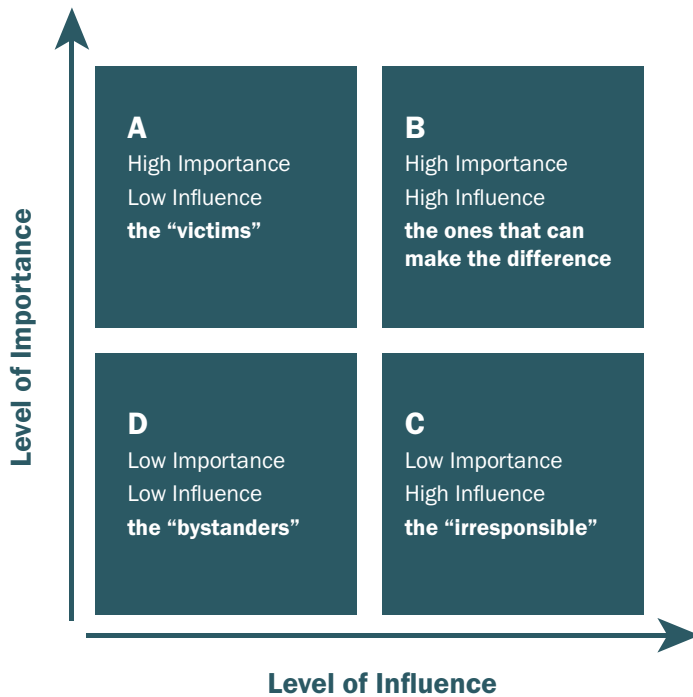 Level of Importance
A
High Importance
Low Influence
the “victims”
B
High Importance
High Influence
the ones that can
make the difference
D
Low Importance
Low Influence
the “bystanders”
C
Low Importance
High Influence
the “irresponsible”
Level of Influence